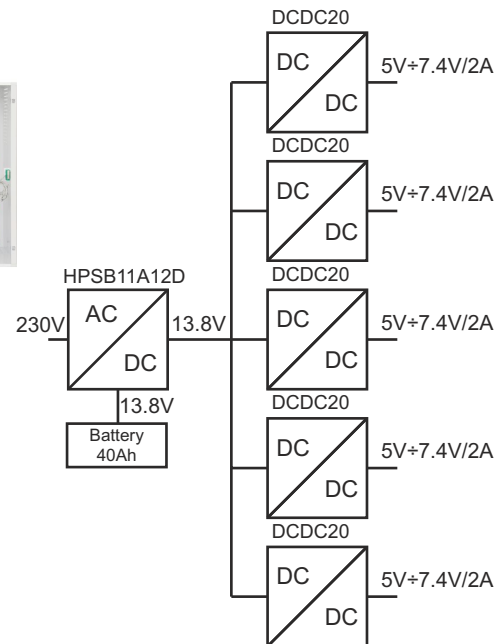 DCDC20
DC
DC
5V÷7.4V/2A
DCDC20
DC
DC
5V÷7.4V/2A
HPSB11A12D
230V
AC
DC
13.8V
13.8V
Battery
40Ah
DCDC20
DC
DC
5V÷7.4V/2A
DCDC20
DC
DC
5V÷7.4V/2A
DCDC20
DC
DC
5V÷7.4V/2A